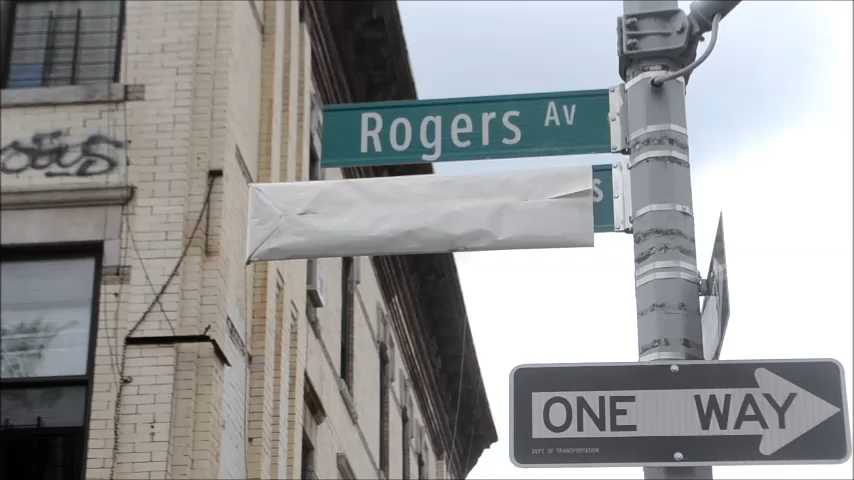 Rogers Av
s
ONE WAY
DEPT OF TRANSPORTATION